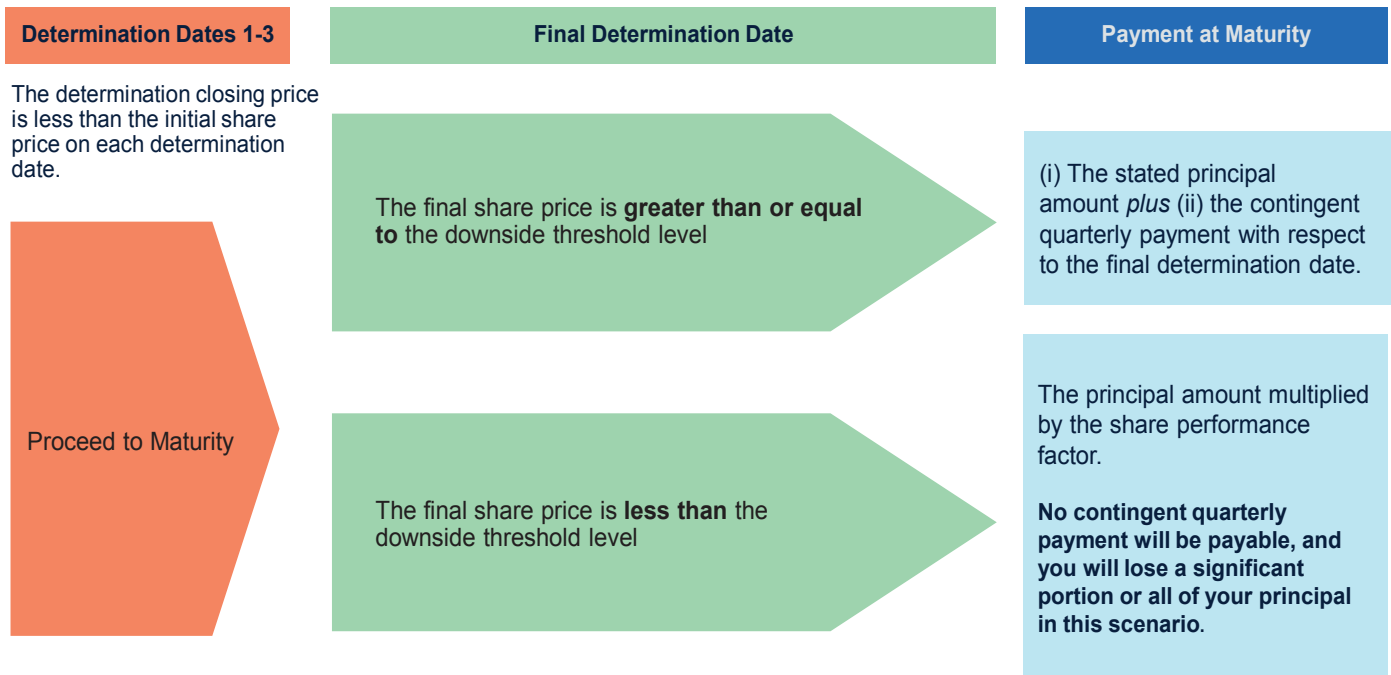 Determination Dates 1-3
Final Determination Date
Payment at Maturity
The determination closing price
is less than the initial share
price on each determination
date.
Proceed to Maturity
The final share price is greater than or equal
to the downside threshold level
(i) The stated principal
amount plus (ii) the contingent
quarterly payment with respect
to the final determination date.
The final share price is less than the
downside threshold level
The principal amount multiplied
by the share performance
factor.
No contingent quarterly
payment will be payable, and
you will lose a significant
portion or all of your principal
in this scenario.